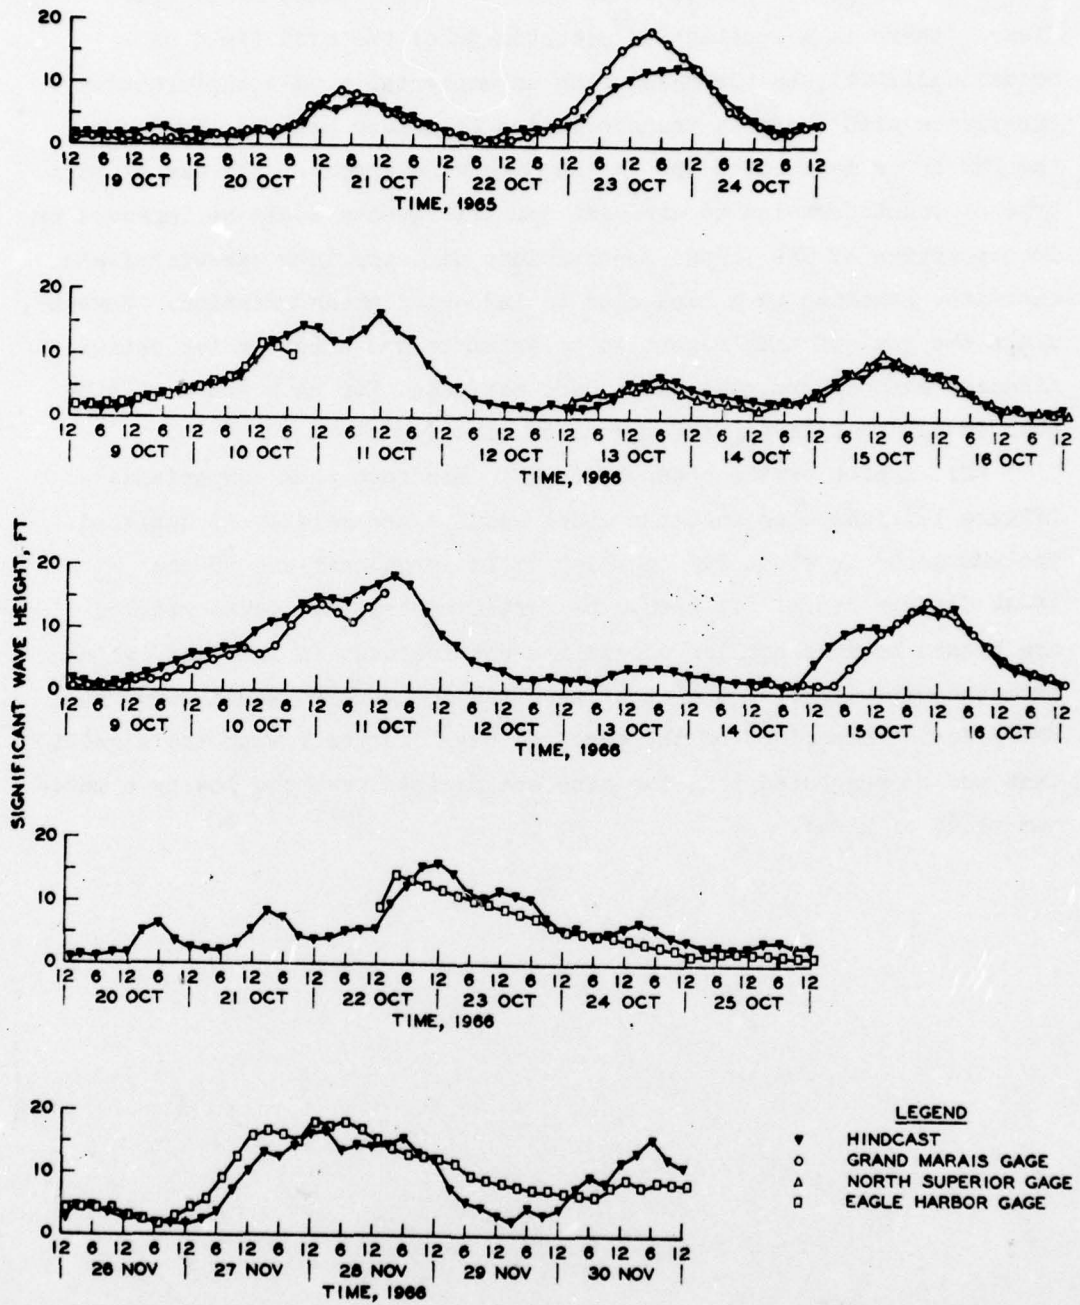 SIGNIFICANT WAVE HEIGHT, FT
20
10
0
12 6 12 6 12 6 12 6 12 6 12 6 12 6 12 6 12 6 12 6 12 6 12 6 12
19 OCT | 20 OCT | 21 OCT | 22 OCT | 23 OCT | 24 OCT
TIME, 1965
20
10
0
12 6 12 6 12 6 12 6 12 6 12 6 12 6 12 6 12 6 12 6 12 6 12 6 12 6 12 6 12 6 12 6 12
9 OCT | 10 OCT | 11 OCT | 12 OCT | 13 OCT | 14 OCT | 15 OCT | 16 OCT
TIME, 1966
20
10
0
12 6 12 6 12 6 12 6 12 6 12 6 12 6 12 6 12 6 12 6 12 6 12 6 12 6 12 6 12 6 12 6 12
9 OCT | 10 OCT | 11 OCT | 12 OCT | 13 OCT | 14 OCT | 15 OCT | 16 OCT
TIME, 1966
20
10
0
12 6 12 6 12 6 12 6 12 6 12 6 12 6 12 6 12 6 12 6 12 6 12 6 12
20 OCT | 21 OCT | 22 OCT | 23 OCT | 24 OCT | 25 OCT
TIME, 1966
20
10
0
12 6 12 6 12 6 12 6 12 6 12 6 12 6 12 6 12 6 12 6 12
26 NOV | 27 NOV | 28 NOV | 29 NOV | 30 NOV
TIME, 1966
LEGEND
HINDCAST
GRAND MARAIS GAGE
NORTH SUPERIOR GAGE
EAGLE HARBOR GAGE